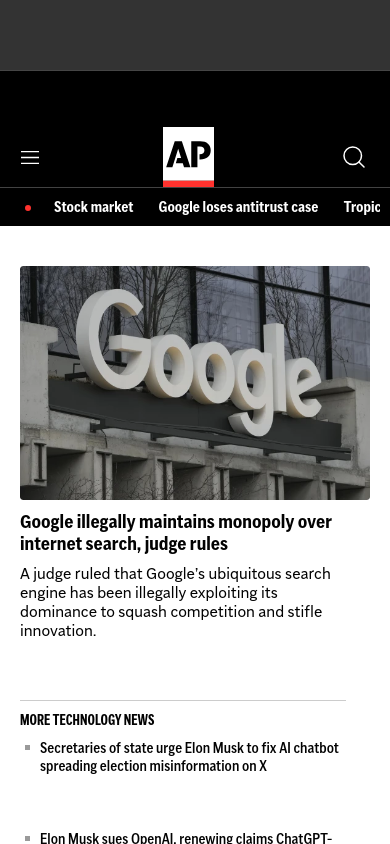 AP
Stock market Google loses antitrust case Tropic
Google
Google illegally maintains monopoly over
internet search, judge rules
A judge ruled that Google’s ubiquitous search
engine has been illegally exploiting its
dominance to squash competition and stifle
innovation.
MORE TECHNOLOGY NEWS
Secretaries of state urge Elon Musk to fix AI chatbot
spreading election misinformation on X
Elon Musk sues OpenAI, renewing claims ChatGPT-